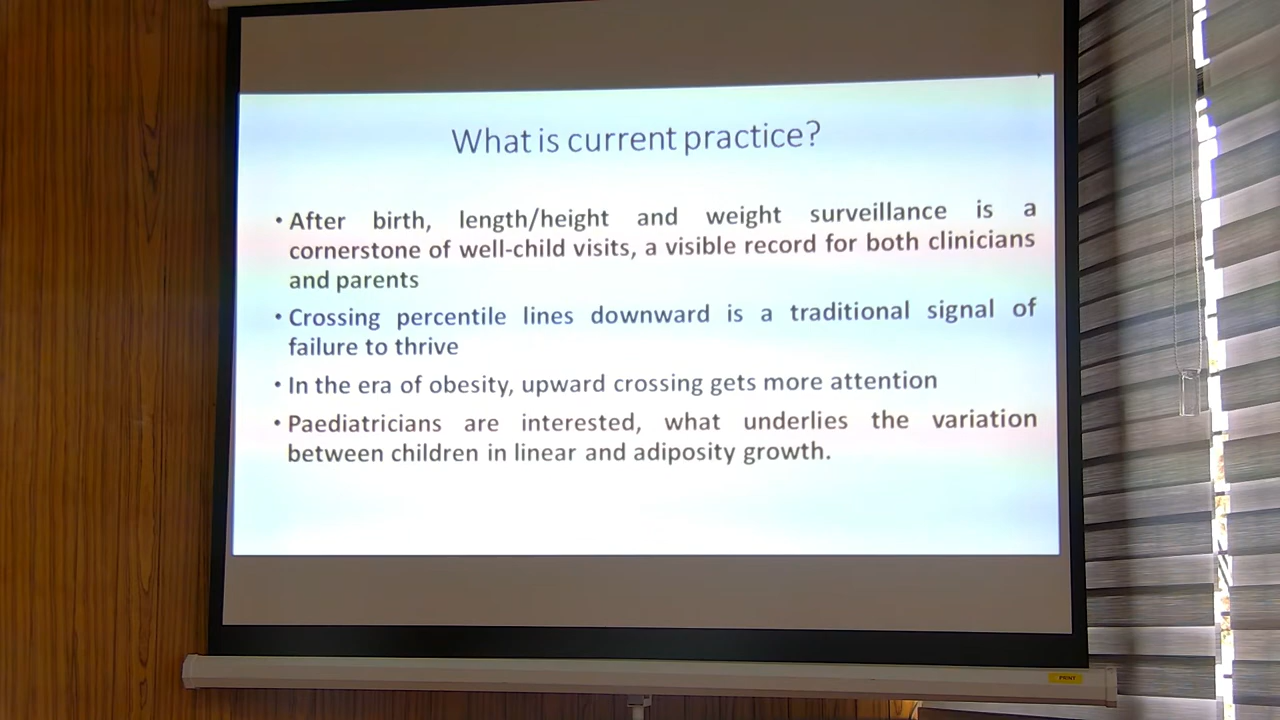 What is current practice?
• After birth, length/height and weight surveillance is a
cornerstone of well-child visits, a visible record for both clinicians
and parents
• Crossing percentile lines downward is a traditional signal of
failure to thrive
• In the era of obesity, upward crossing gets more attention
• Paediatricians are interested, what underlies the variation
between children in linear and adiposity growth.